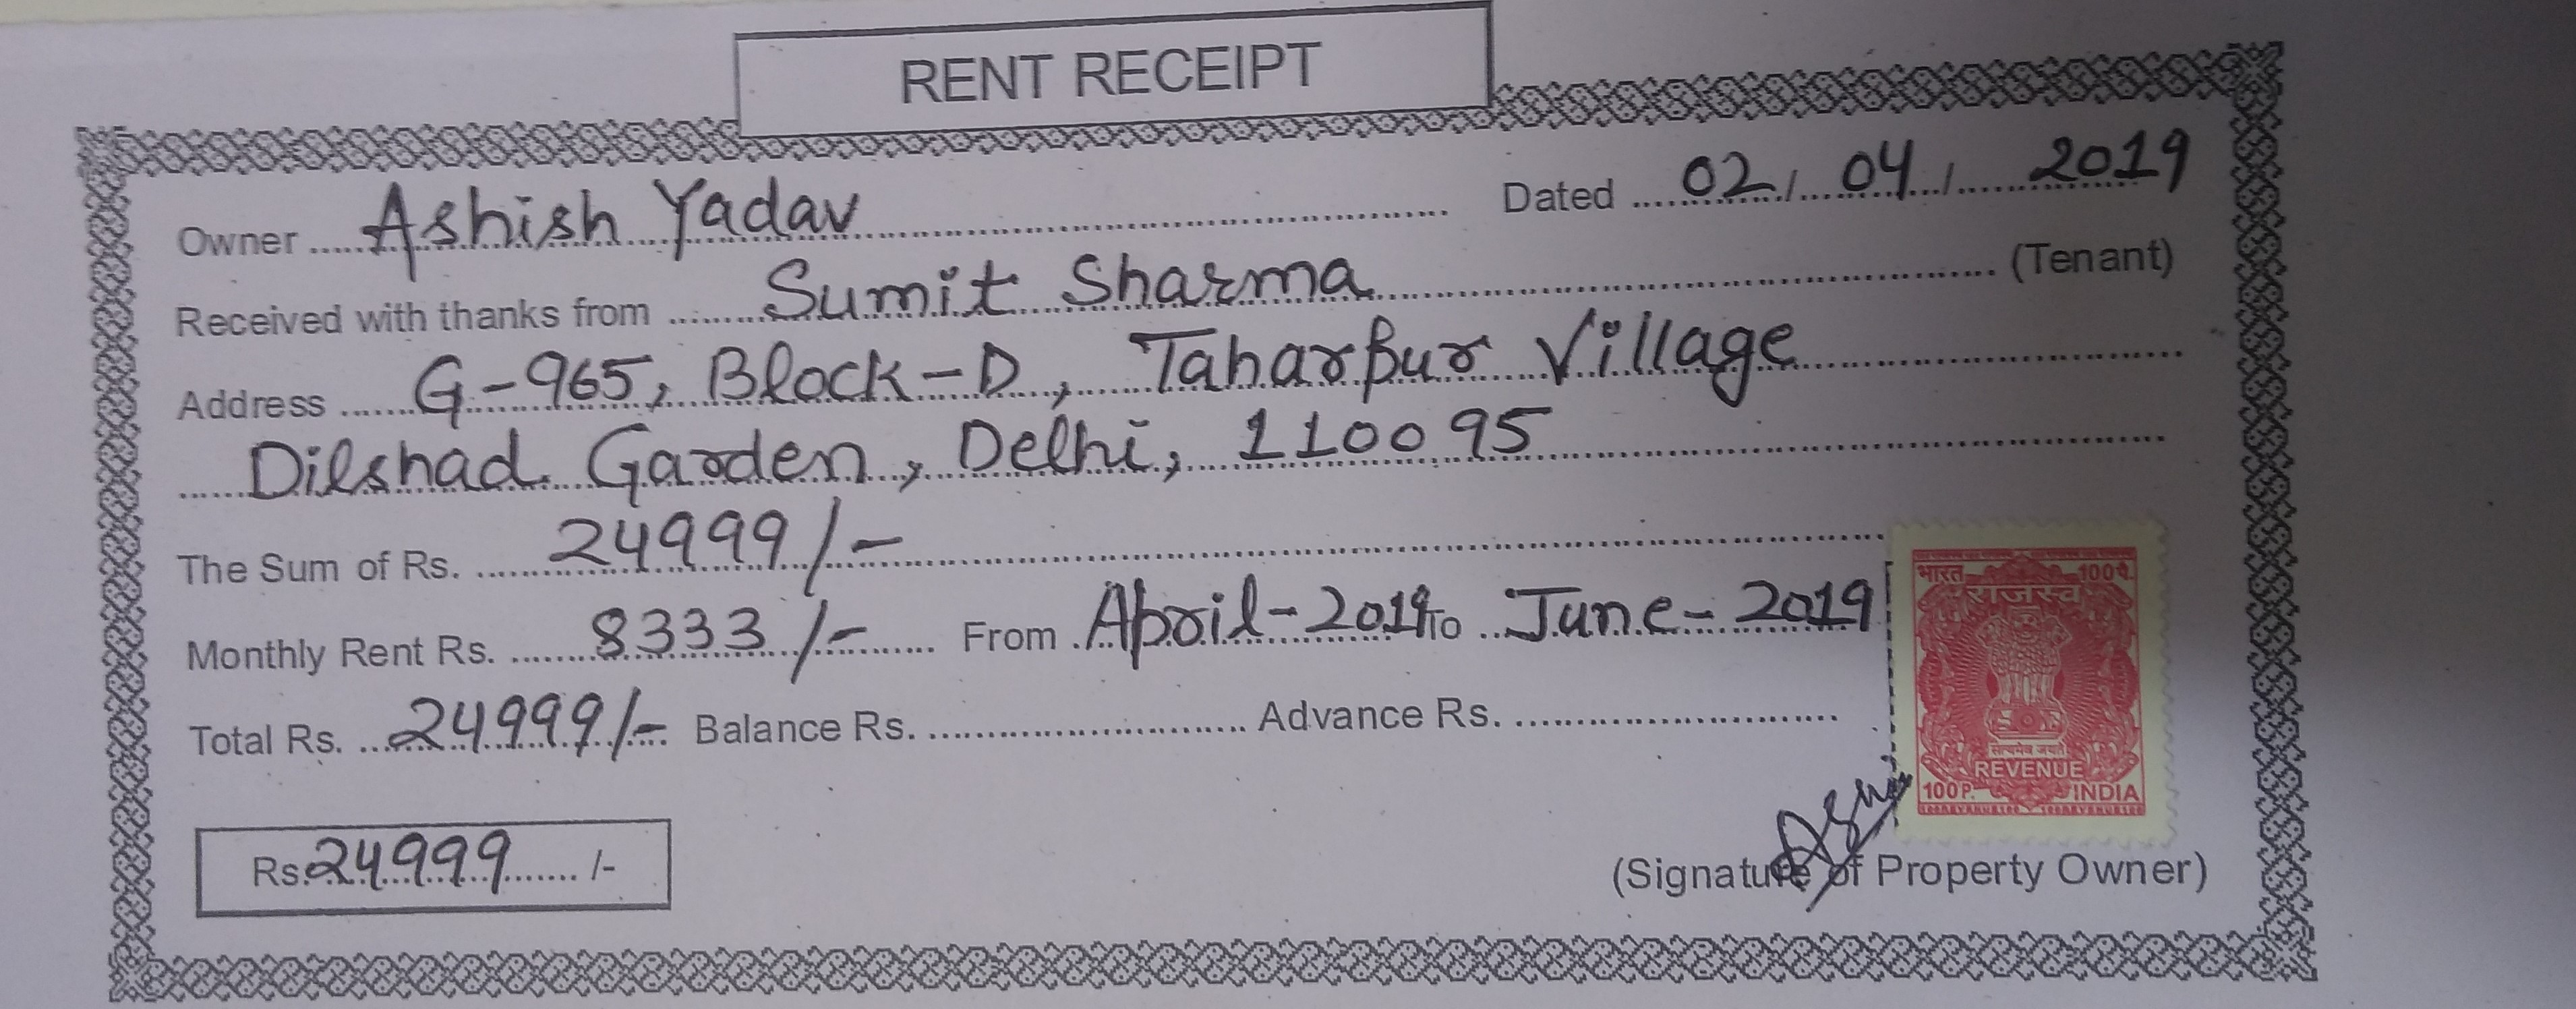 RENT RECEIPT
Owner ..... Ashish Yadav ..... Dated 02/04/2019
Received with thanks from ..... Sumit Sharma ..... (Tenant)
Address ..... G-965, Block-D, Taharpur Village .....
..... Dilshad Garden, Delhi, 110095 .....
The Sum of Rs. ..... 24999/- .....
Monthly Rent Rs. ..... 8333/- ..... From April-2019 To June-2019
Total Rs. 24999/- Balance Rs. ..... Advance Rs. .....
भारत 100 पै.
राजस्व
सत्यमेव जयते
REVENUE
100 P. INDIA
Rs. 24999 ..... /-
(Signature of Property Owner)